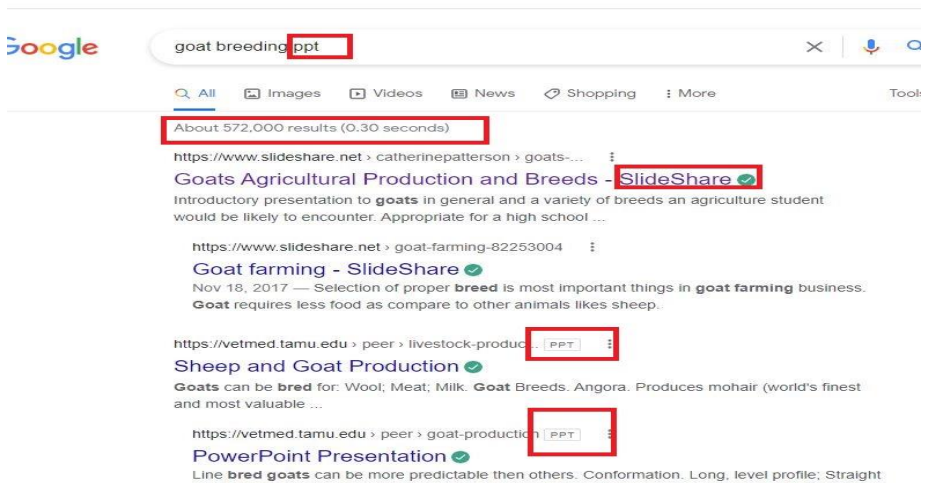 Google
goat breeding ppt
All Images Videos News Shopping More Tools
About 572,000 results (0.30 seconds)
https://www.slideshare.net › catherinepatterson › goats-...
Goats Agricultural Production and Breeds - SlideShare
Introductory presentation to goats in general and a variety of breeds an agriculture student
would be likely to encounter. Appropriate for a high school ...
https://www.slideshare.net › goat-farming-82253004
Goat farming - SlideShare
Nov 18, 2017 — Selection of proper breed is most important things in goat farming business.
Goat requires less food as compare to other animals likes sheep.
https://vetmed.tamu.edu › peer › livestock-produc... PPT
Sheep and Goat Production
Goats can be bred for: Wool; Meat; Milk. Goat Breeds. Angora. Produces mohair (world's finest
and most valuable ...
https://vetmed.tamu.edu › peer › goat-production PPT
PowerPoint Presentation
Line bred goats can be more predictable then others. Conformation. Long, level profile; Straight